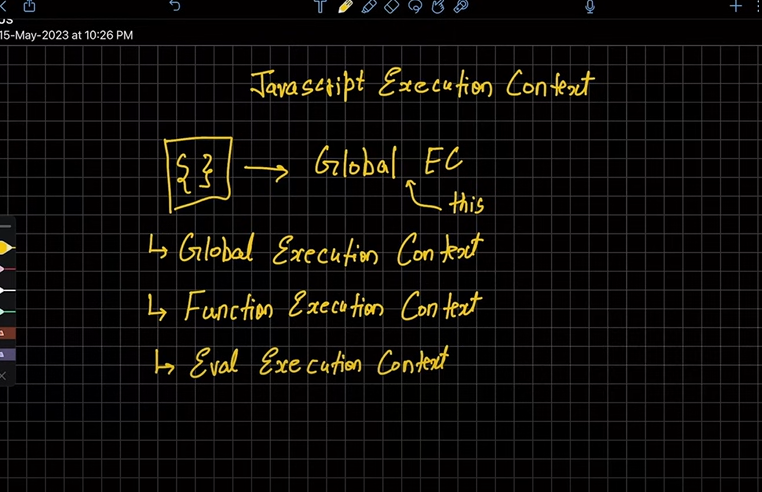 JS
15-May-2023 at 10:26 PM
Javascript Execution Context
{ } → Global EC
this
↳ Global Execution Context
↳ Function Execution Context
↳ Eval Execution Context